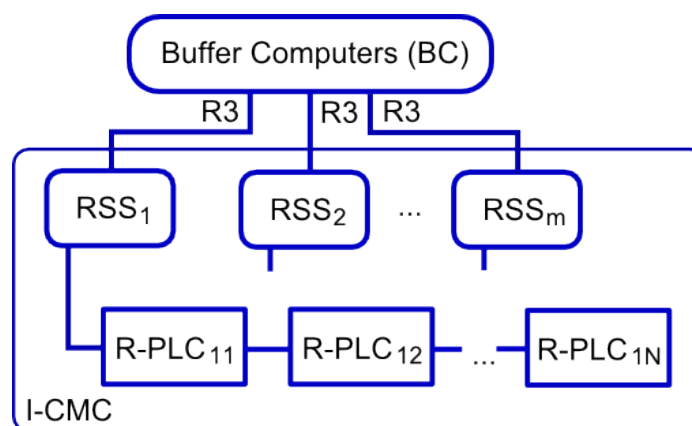 Buffer Computers (BC)
R3 R3 R3
RSS₁ RSS₂ ... RSSₘ
R-PLC₁₁ R-PLC₁₂ ... R-PLC₁N
I-CMC